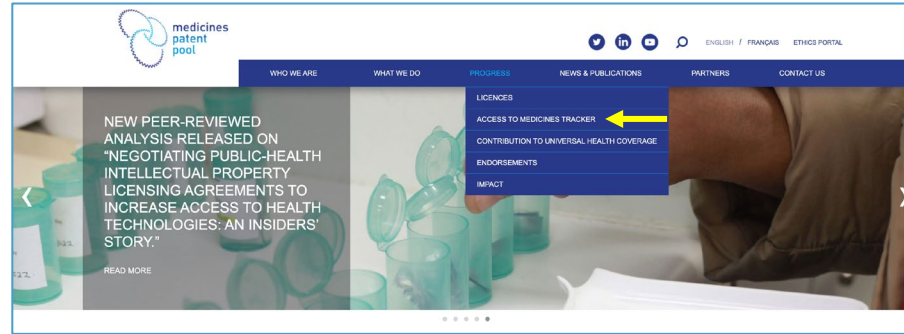 medicines
patent
pool
ENGLISH / FRANÇAIS ETHICS PORTAL
WHO WE ARE WHAT WE DO PROGRESS NEWS & PUBLICATIONS PARTNERS CONTACT US
LICENCES
ACCESS TO MEDICINES TRACKER
CONTRIBUTION TO UNIVERSAL HEALTH COVERAGE
ENDORSEMENTS
IMPACT
NEW PEER-REVIEWED
ANALYSIS RELEASED ON
“NEGOTIATING PUBLIC-HEALTH
INTELLECTUAL PROPERTY
LICENSING AGREEMENTS TO
INCREASE ACCESS TO HEALTH
TECHNOLOGIES: AN INSIDERS’
STORY.”
READ MORE